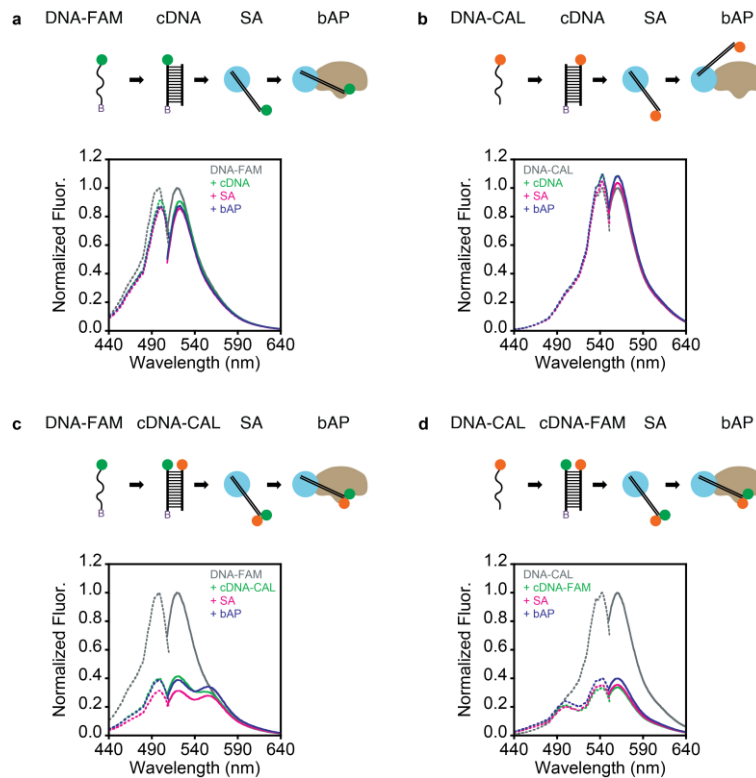 a DNA-FAM cDNA SA bAP
B B
1.2
1.0
0.8
0.6
0.4
0.2
0.0
Normalized Fluor.
DNA-FAM
+ cDNA
+ SA
+ bAP
440 490 540 590 640
Wavelength (nm)
b DNA-CAL cDNA SA bAP
B B
1.2
1.0
0.8
0.6
0.4
0.2
0.0
Normalized Fluor.
DNA-CAL
+ cDNA
+ SA
+ bAP
440 490 540 590 640
Wavelength (nm)
c DNA-FAM cDNA-CAL SA bAP
B B
1.2
1.0
0.8
0.6
0.4
0.2
0.0
Normalized Fluor.
DNA-FAM
+ cDNA-CAL
+ SA
+ bAP
440 490 540 590 640
Wavelength (nm)
d DNA-CAL cDNA-FAM SA bAP
B B
1.2
1.0
0.8
0.6
0.4
0.2
0.0
Normalized Fluor.
DNA-CAL
+ cDNA-FAM
+ SA
+ bAP
440 490 540 590 640
Wavelength (nm)